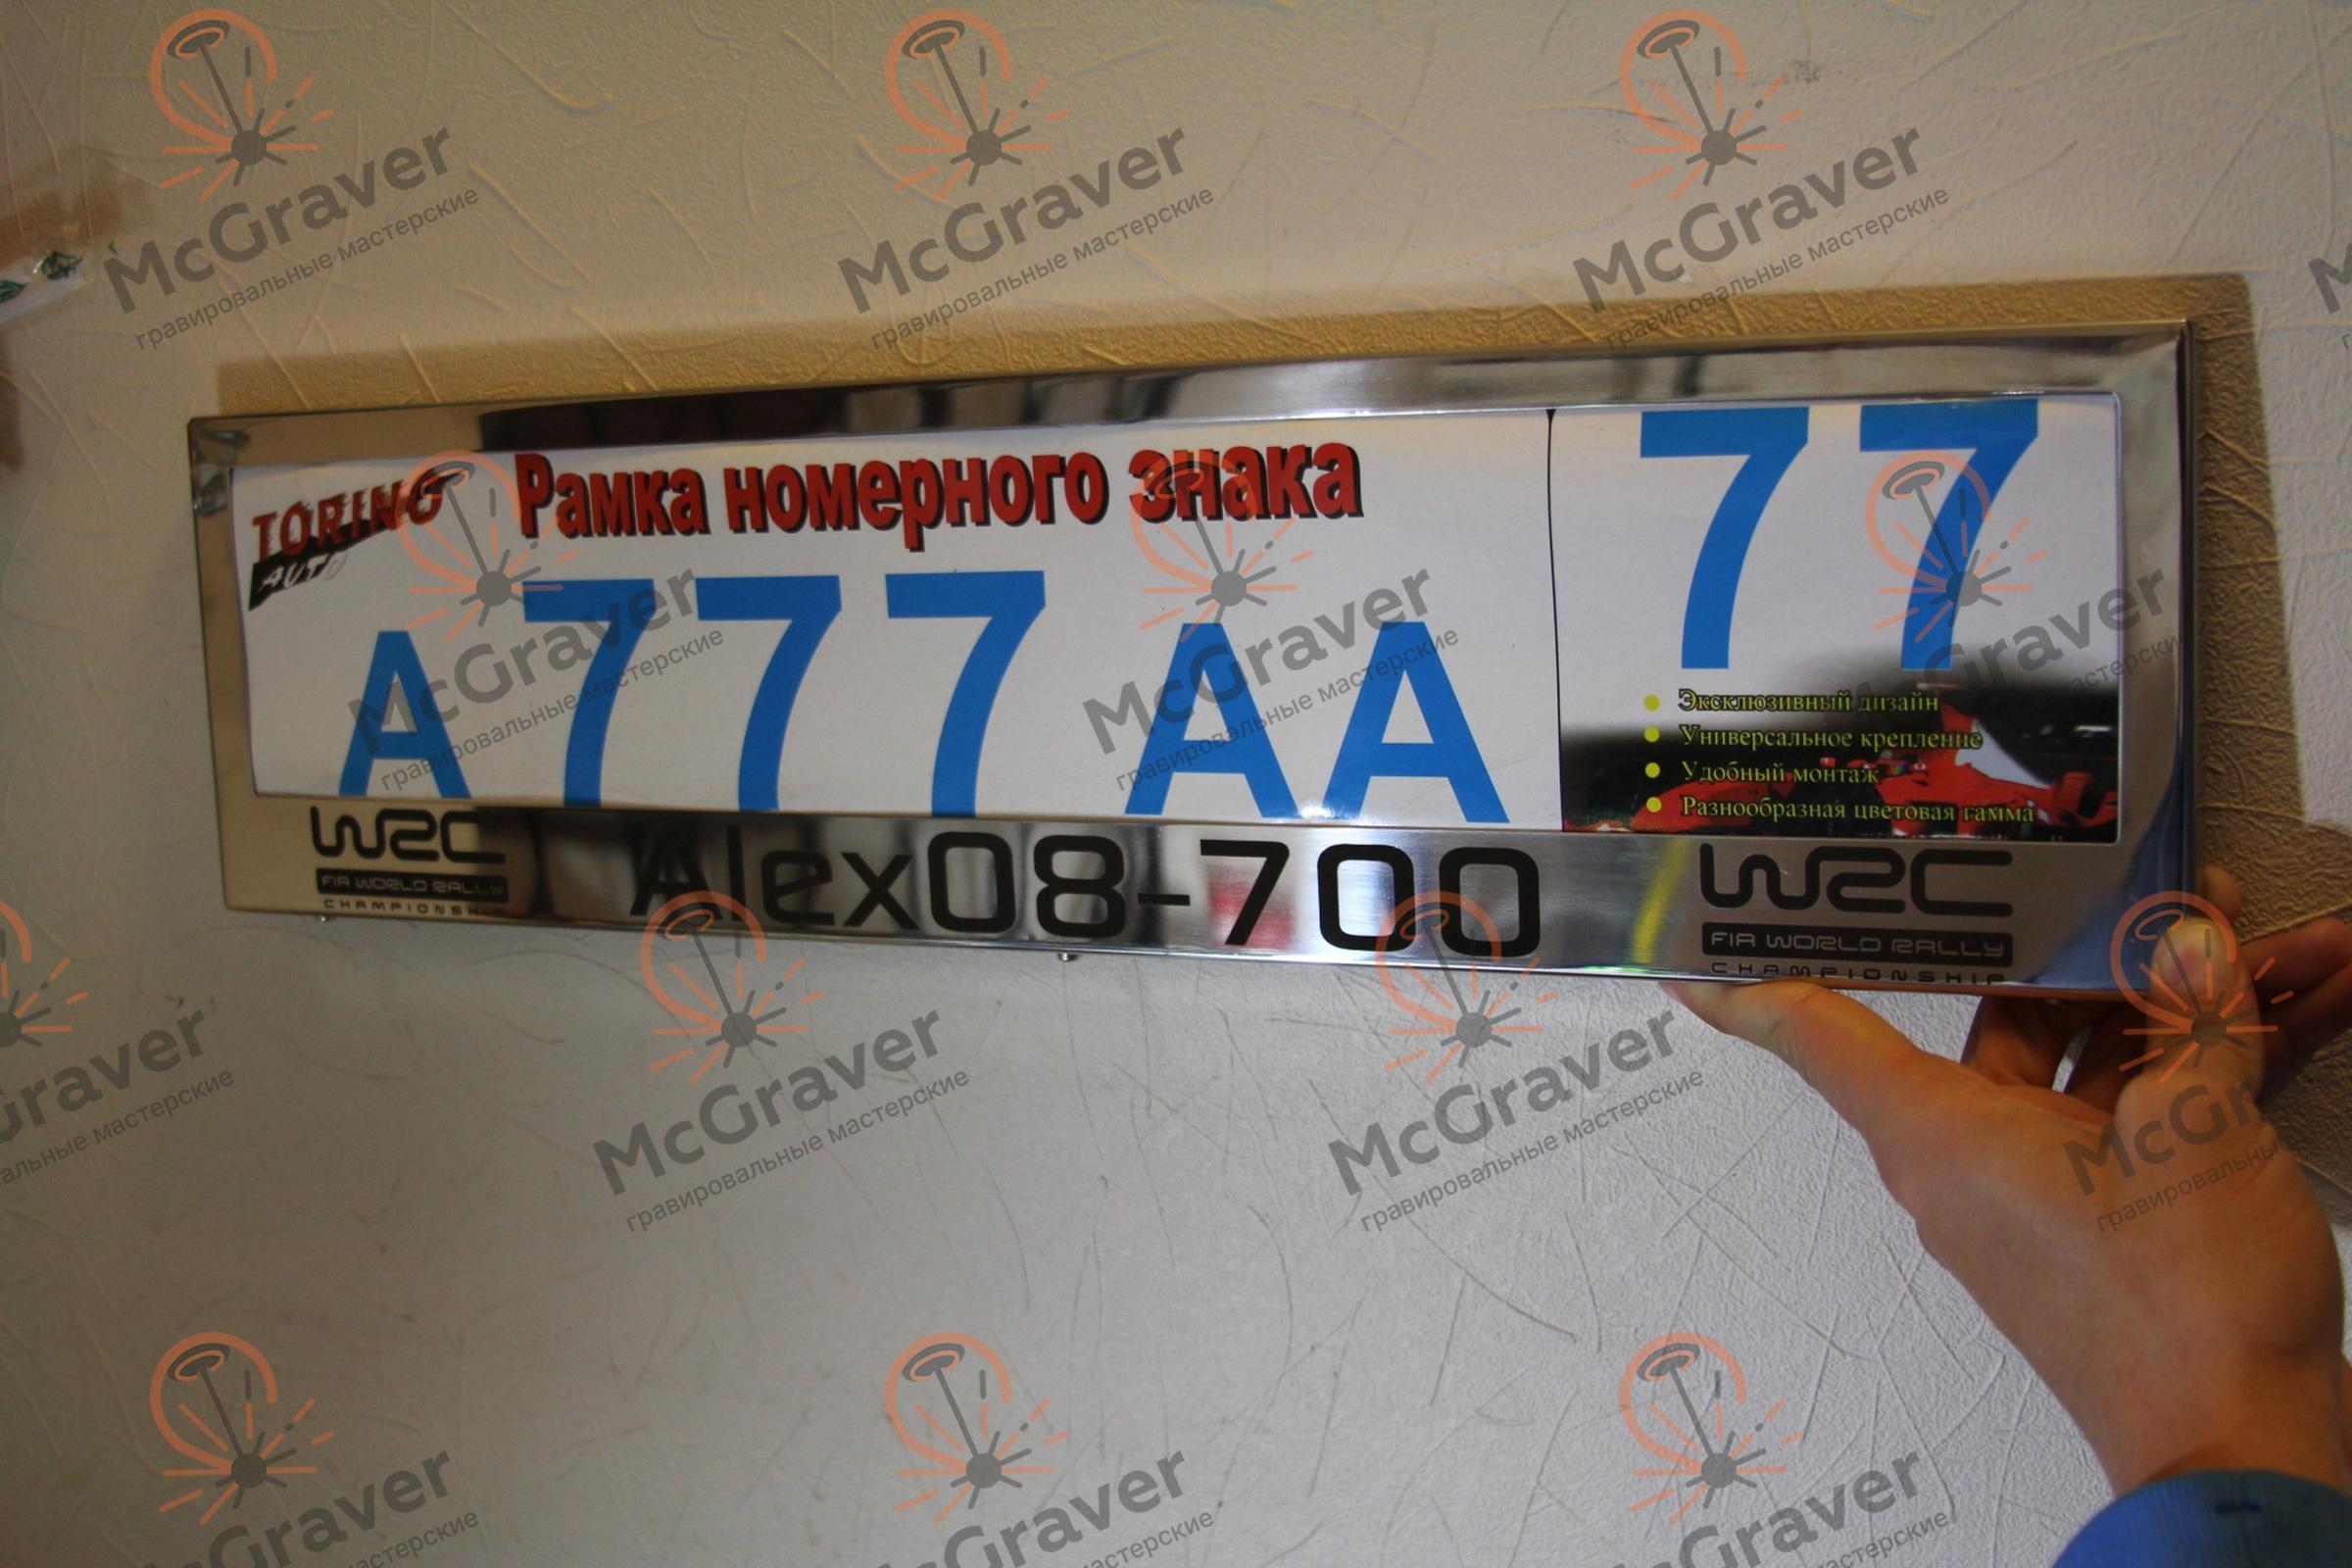 TORINO
AUTO
Рамка номерного знака
А777АА
77
Эксклюзивный дизайн
Универсальное крепление
Удобный монтаж
Разнообразная цветовая гамма
WRC
FIA WORLD RALLY
CHAMPIONSHIP
Alex08-700
WRC
FIA WORLD RALLY
CHAMPIONSHIP
McGraver
гравировальные мастерские